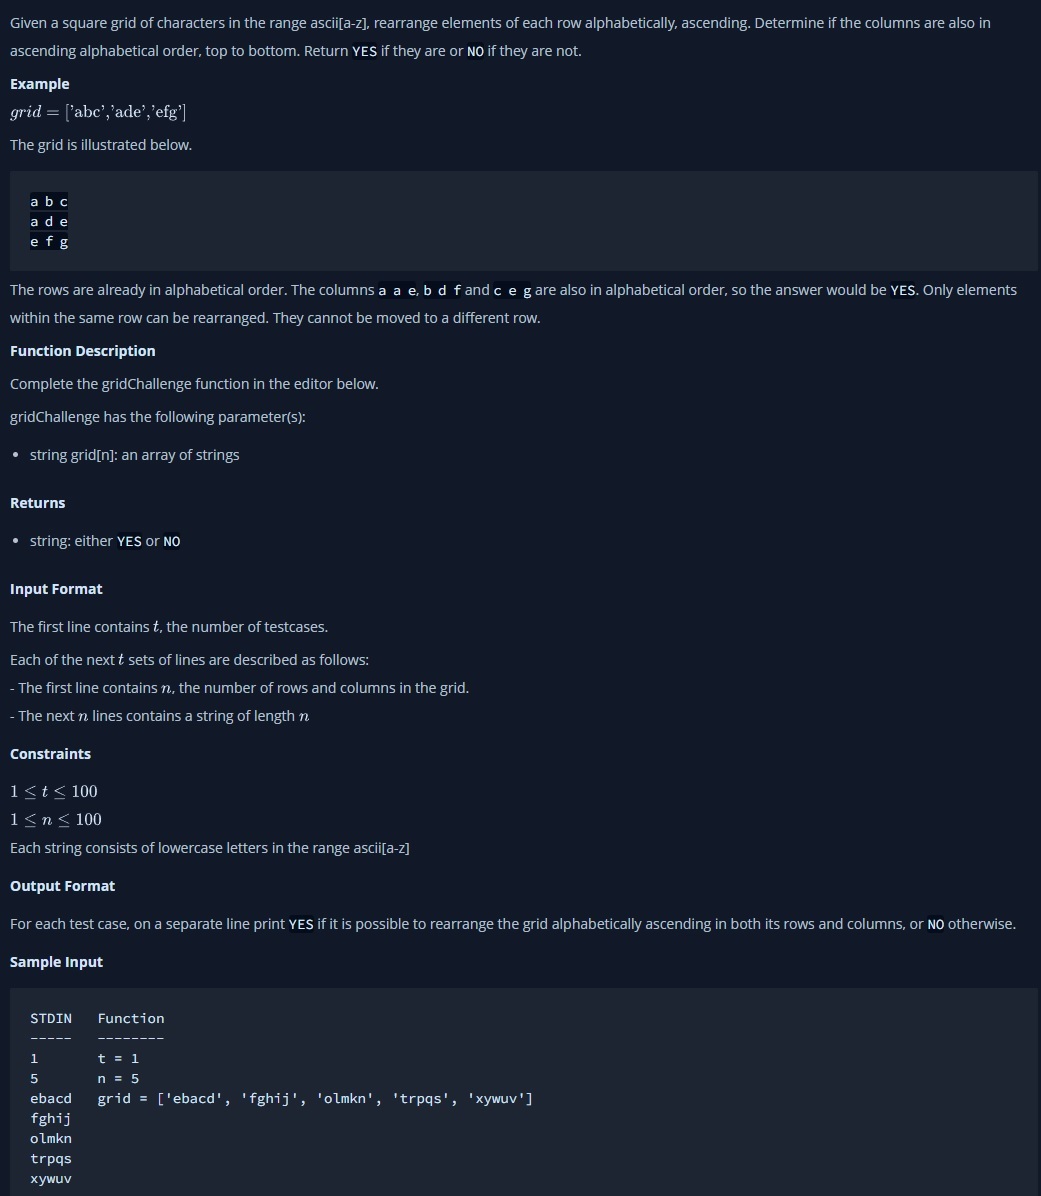 Given a square grid of characters in the range ascii[a-z], rearrange elements of each row alphabetically, ascending. Determine if the columns are also in
ascending alphabetical order, top to bottom. Return YES if they are or NO if they are not.
Example
grid = ['abc','ade','efg']
The grid is illustrated below.
a b c
a d e
e f g
The rows are already in alphabetical order. The columns a a e, b d f and c e g are also in alphabetical order, so the answer would be YES. Only elements
within the same row can be rearranged. They cannot be moved to a different row.
Function Description
Complete the gridChallenge function in the editor below.
gridChallenge has the following parameter(s):
• string grid[n]: an array of strings
Returns
• string: either YES or NO
Input Format
The first line contains t, the number of testcases.
Each of the next t sets of lines are described as follows:
- The first line contains n, the number of rows and columns in the grid.
- The next n lines contains a string of length n
Constraints
1 ≤ t ≤ 100
1 ≤ n ≤ 100
Each string consists of lowercase letters in the range ascii[a-z]
Output Format
For each test case, on a separate line print YES if it is possible to rearrange the grid alphabetically ascending in both its rows and columns, or NO otherwise.
Sample Input
STDIN   Function
-----   --------
1       t = 1
5       n = 5
ebacd   grid = ['ebacd', 'fghij', 'olmkn', 'trpqs', 'xywuv']
fghij
olmkn
trpqs
xywuv